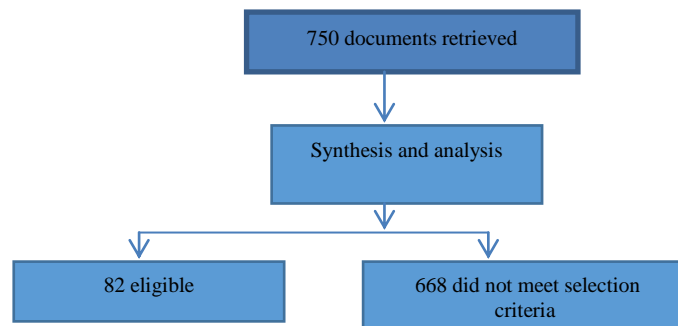 750 documents retrieved
Synthesis and analysis
82 eligible
668 did not meet selection
criteria